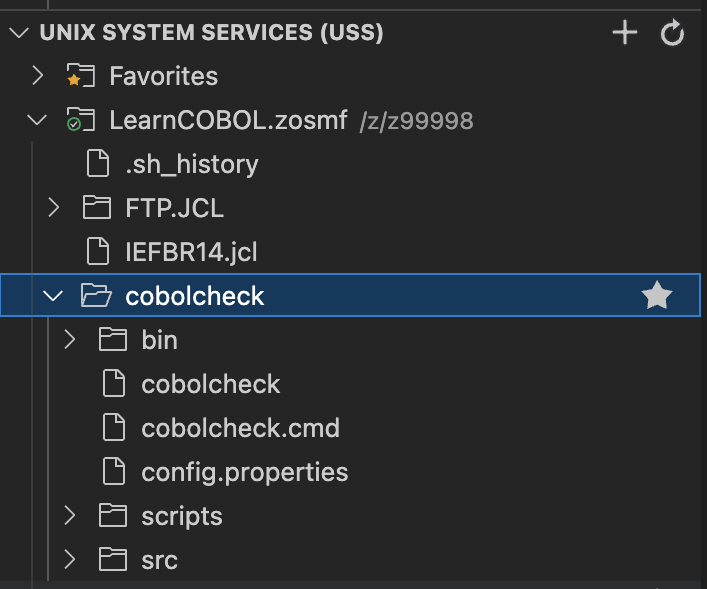 UNIX SYSTEM SERVICES (USS)
Favorites
LearnCOBOL.zosmf /z/z99998
.sh_history
FTP.JCL
IEFBR14.jcl
cobolcheck
bin
cobolcheck
cobolcheck.cmd
config.properties
scripts
src